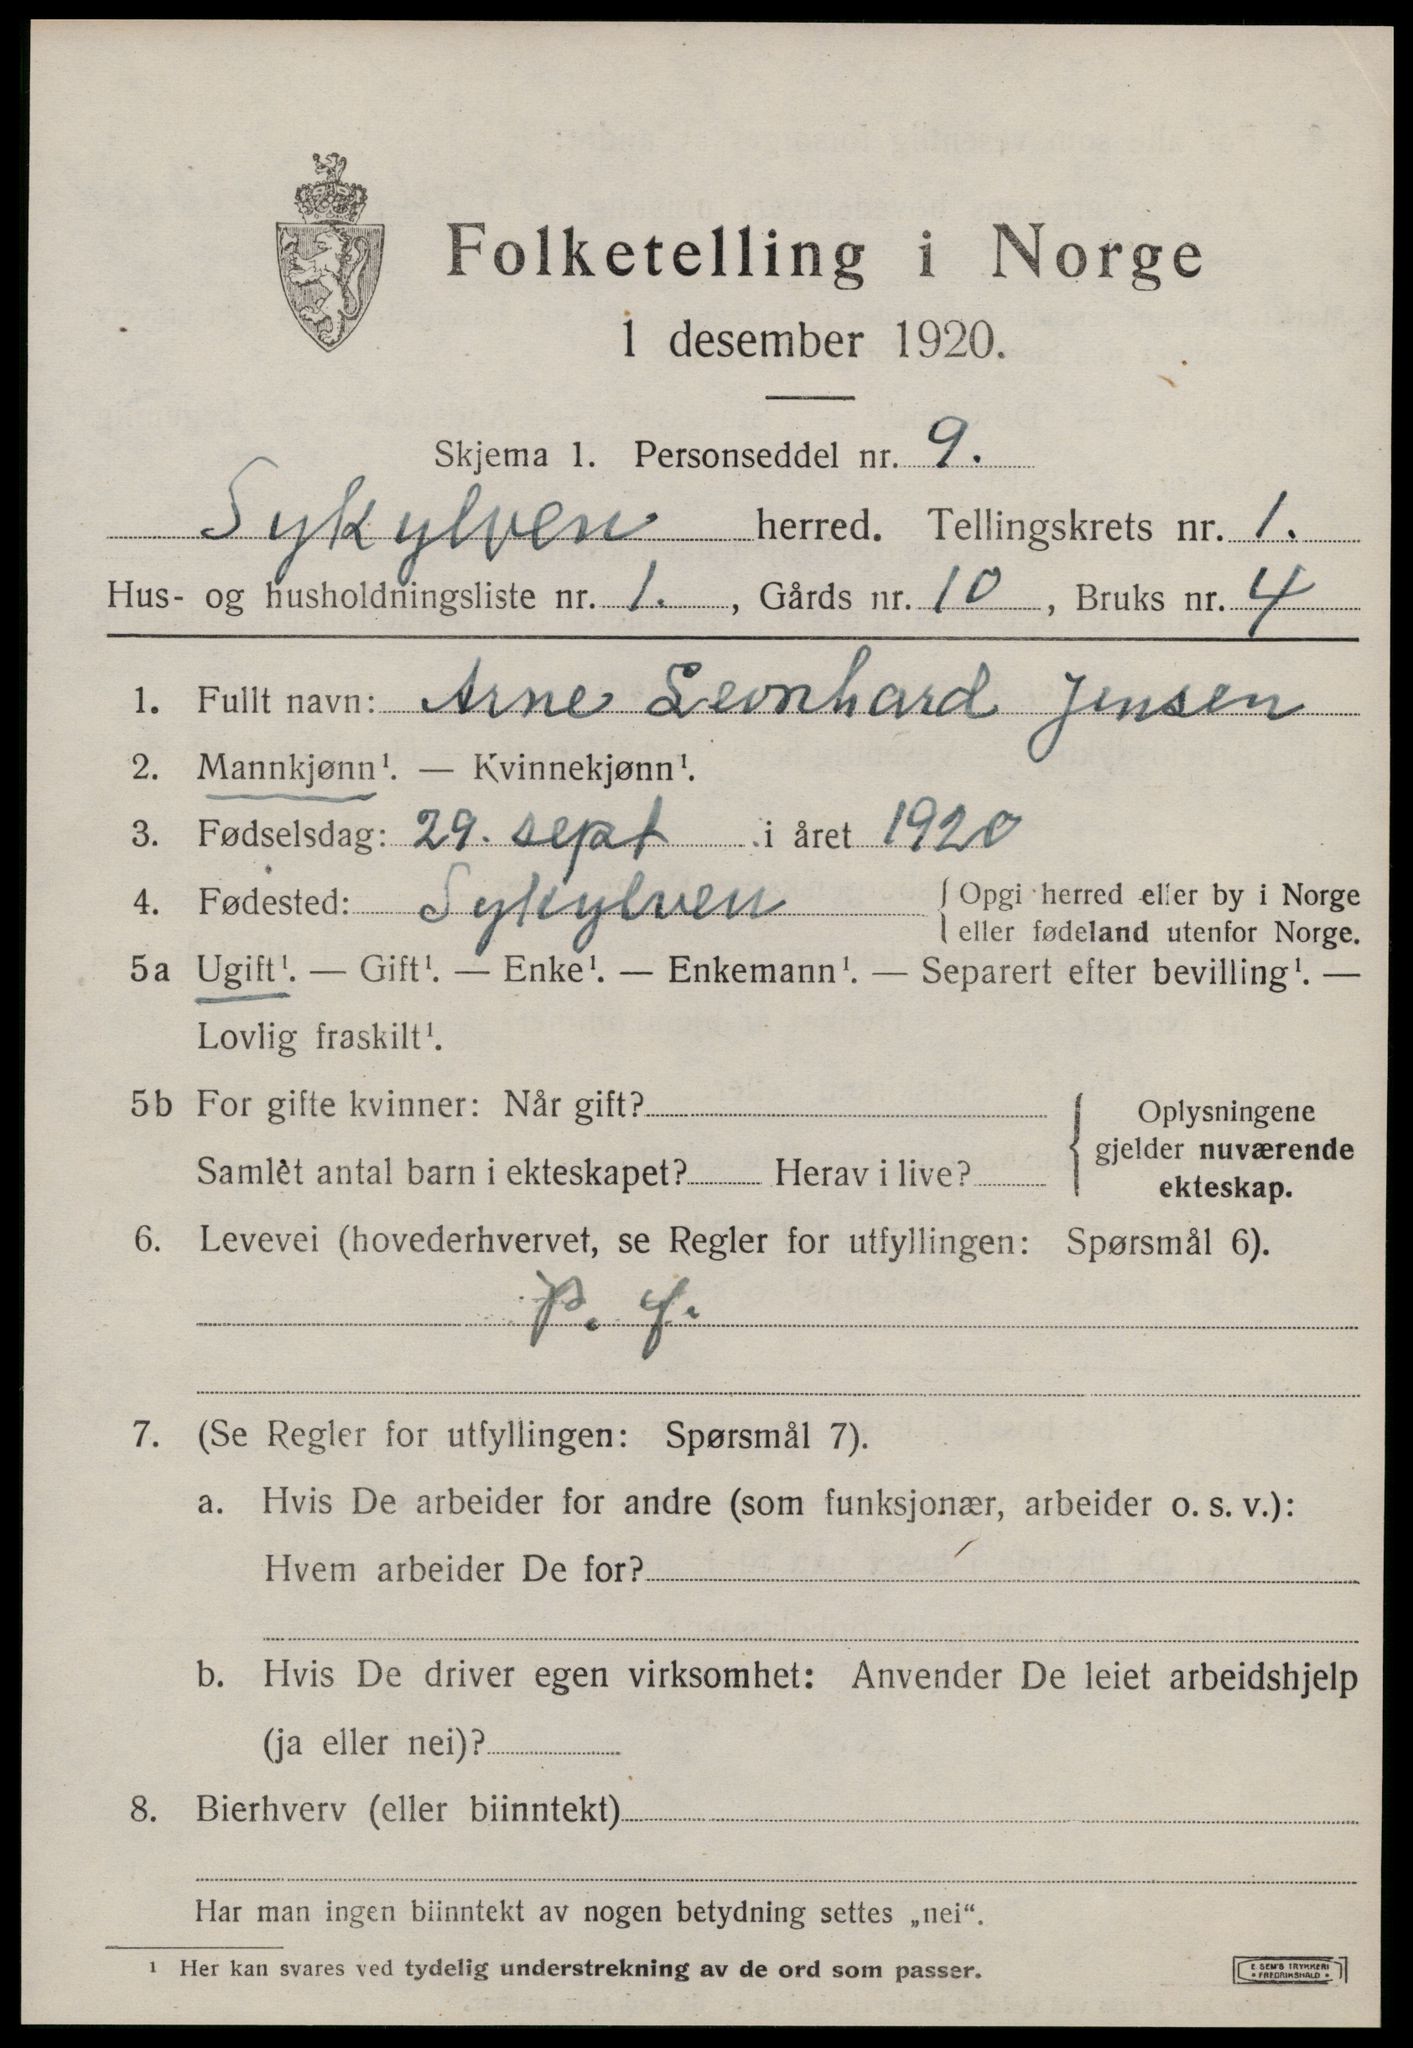 Folketelling i Norge
1 desember 1920.
Skjema 1. Personseddel nr. 9.
Sykylven herred. Tellingskrets nr. 1.
Hus- og husholdningsliste nr. 1., Gårds nr. 10, Bruks nr. 4
1. Fullt navn: Arne Leonhard Jensen
2. Mannkjønn¹. — Kvinnekjønn¹.
3. Fødselsdag: 29. sept i året 1920
4. Fødested: Sykylven { Opgi herred eller by i Norge
eller fødeland utenfor Norge.
5a Ugift¹. — Gift¹. — Enke¹. — Enkemann¹. — Separert efter bevilling¹. —
Lovlig fraskilt¹.
5b For gifte kvinner: Når gift?
Samlet antal barn i ekteskapet? Herav i live?
{ Oplysningene
gjelder nuværende
ekteskap.
6. Levevei (hovederhvervet, se Regler for utfyllingen: Spørsmål 6).
P. f.
7. (Se Regler for utfyllingen: Spørsmål 7).
a. Hvis De arbeider for andre (som funksjonær, arbeider o. s. v.):
Hvem arbeider De for?
b. Hvis De driver egen virksomhet: Anvender De leiet arbeidshjelp
(ja eller nei)?
8. Bierhverv (eller biinntekt)
Har man ingen biinntekt av nogen betydning settes „nei“.
¹ Her kan svares ved tydelig understrekning av de ord som passer.
E. SEM'S TRYKKERI
FREDRIKSHALD